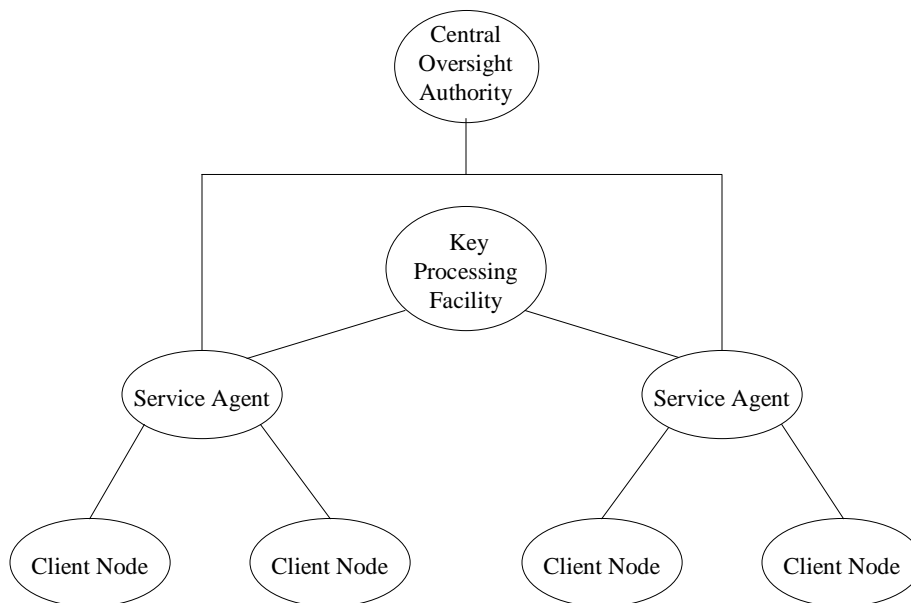 Central
Oversight
Authority
Key
Processing
Facility
Service Agent
Service Agent
Client Node
Client Node
Client Node
Client Node